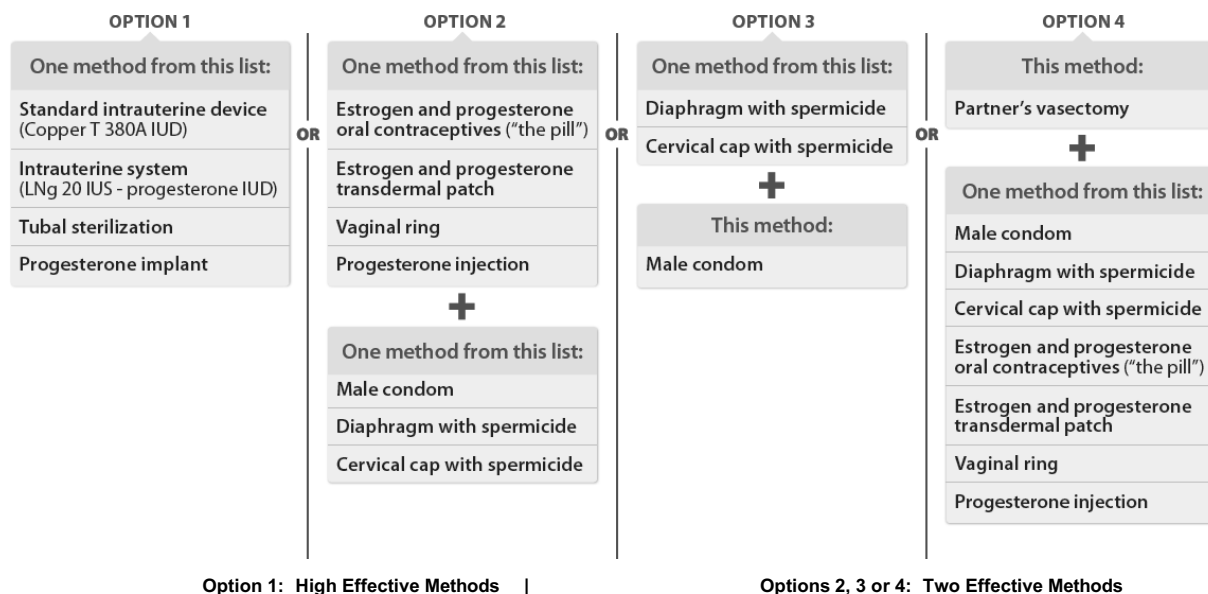 OPTION 1
One method from this list:
Standard intrauterine device
(Copper T 380A IUD)
Intrauterine system
(LNg 20 IUS - progesterone IUD)
Tubal sterilization
Progesterone implant
OR
OPTION 2
One method from this list:
Estrogen and progesterone
oral contraceptives ("the pill")
Estrogen and progesterone
transdermal patch
Vaginal ring
Progesterone injection
+
One method from this list:
Male condom
Diaphragm with spermicide
Cervical cap with spermicide
OR
OPTION 3
One method from this list:
Diaphragm with spermicide
Cervical cap with spermicide
+
This method:
Male condom
OR
OPTION 4
This method:
Partner's vasectomy
+
One method from this list:
Male condom
Diaphragm with spermicide
Cervical cap with spermicide
Estrogen and progesterone
oral contraceptives ("the pill")
Estrogen and progesterone
transdermal patch
Vaginal ring
Progesterone injection
Option 1: High Effective Methods | Options 2, 3 or 4: Two Effective Methods